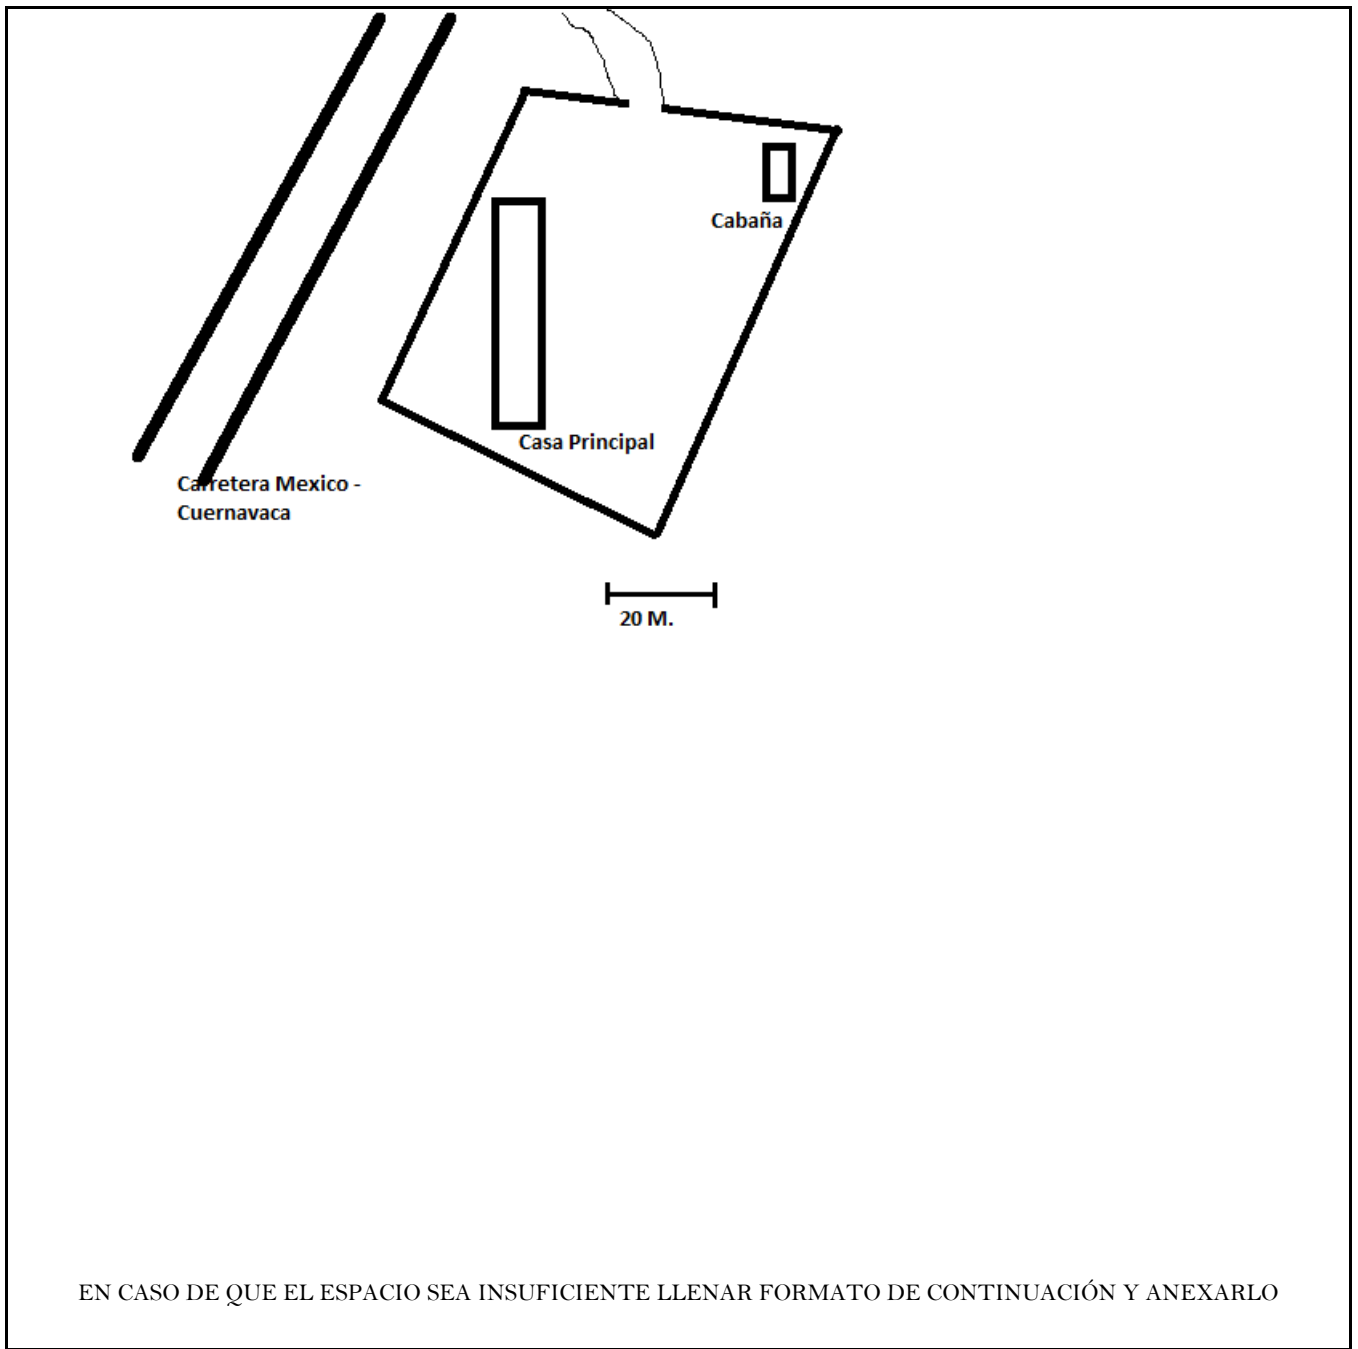 Cabaña
Casa Principal
Carretera Mexico -
Cuernavaca
20 M.
EN CASO DE QUE EL ESPACIO SEA INSUFICIENTE LLENAR FORMATO DE CONTINUACIÓN Y ANEXARLO